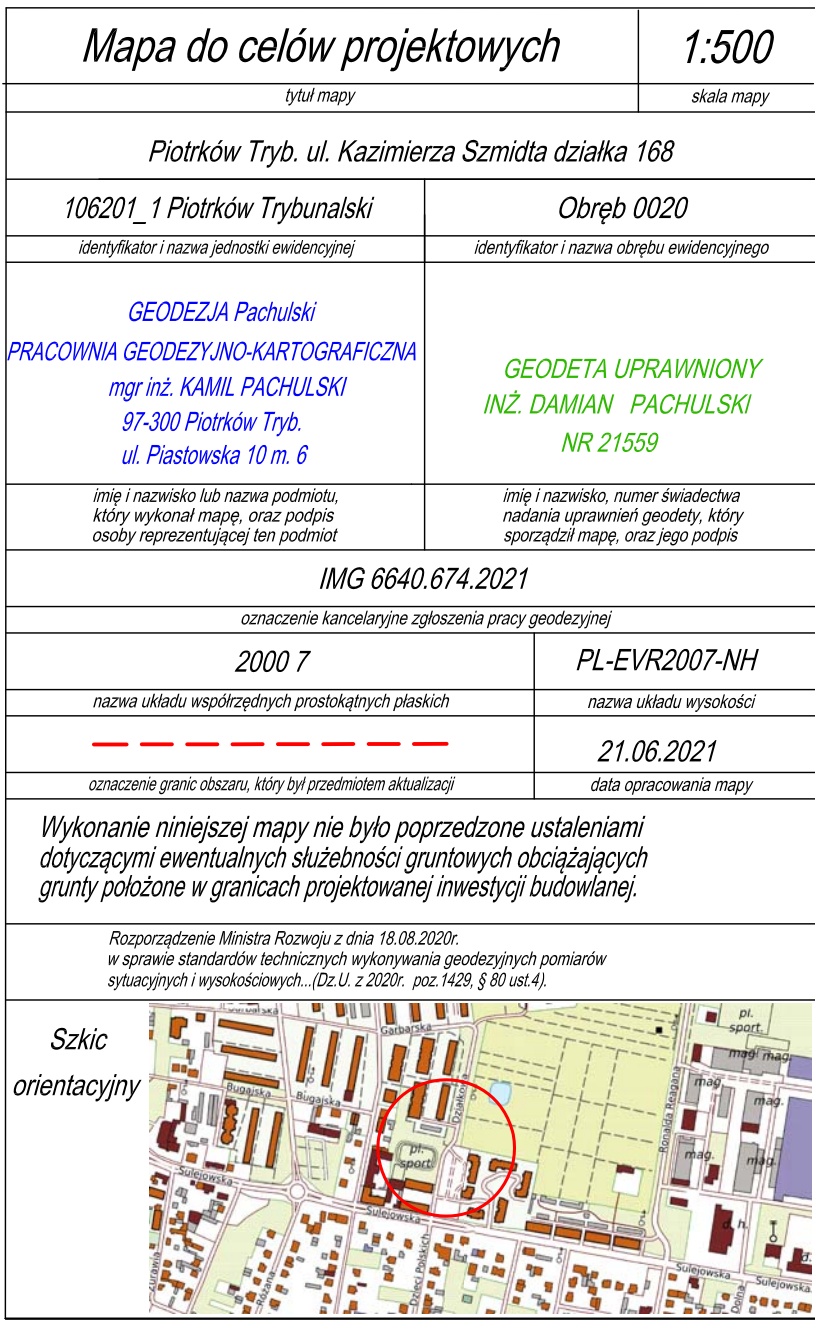 Mapa do celów projektowych
1:500
tytuł mapy
skala mapy
Piotrków Tryb. ul. Kazimierza Szmidta działka 168
106201_1 Piotrków Trybunalski
Obręb 0020
identyfikator i nazwa jednostki ewidencyjnej
identyfikator i nazwa obrębu ewidencyjnego
GEODEZJA Pachulski
PRACOWNIA GEODEZYJNO-KARTOGRAFICZNA
mgr inż. KAMIL PACHULSKI
97-300 Piotrków Tryb.
ul. Piastowska 10 m. 6
GEODETA UPRAWNIONY
INŻ. DAMIAN PACHULSKI
NR 21559
imię i nazwisko lub nazwa podmiotu,
który wykonał mapę, oraz podpis
osoby reprezentującej ten podmiot
imię i nazwisko, numer świadectwa
nadania uprawnień geodety, który
sporządził mapę, oraz jego podpis
IMG 6640.674.2021
oznaczenie kancelaryjne zgłoszenia pracy geodezyjnej
2000 7
PL-EVR2007-NH
nazwa układu współrzędnych prostokątnych płaskich
nazwa układu wysokości
21.06.2021
oznaczenie granic obszaru, który był przedmiotem aktualizacji
data opracowania mapy
Wykonanie niniejszej mapy nie było poprzedzone ustaleniami
dotyczącymi ewentualnych służebności gruntowych obciążających
grunty położone w granicach projektowanej inwestycji budowlanej.
Rozporządzenie Ministra Rozwoju z dnia 18.08.2020r.
w sprawie standardów technicznych wykonywania geodezyjnych pomiarów
sytuacyjnych i wysokościowych...(Dz.U. z 2020r. poz.1429, § 80 ust.4).
Szkic
orientacyjny
Garbarska
Bugajska
Bugajska
Działkowa
pl.
sport.
Ronalda Reagana
pl.
sport.
mag.
mag.
mag.
mag.
mag.
mag.
Sulejowska
Sulejowska
Sulejowska
Sulejowska
d. h.
d.
Żurawia
Różana
Dzieci Polskich
Dolna